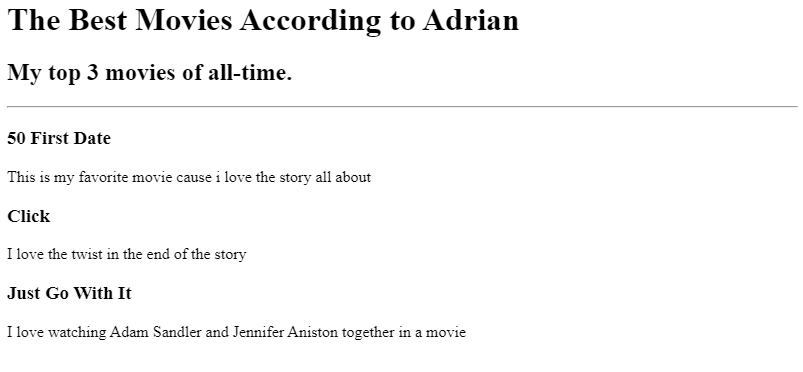 The Best Movies According to Adrian
My top 3 movies of all-time.
50 First Date
This is my favorite movie cause i love the story all about
Click
I love the twist in the end of the story
Just Go With It
I love watching Adam Sandler and Jennifer Aniston together in a movie